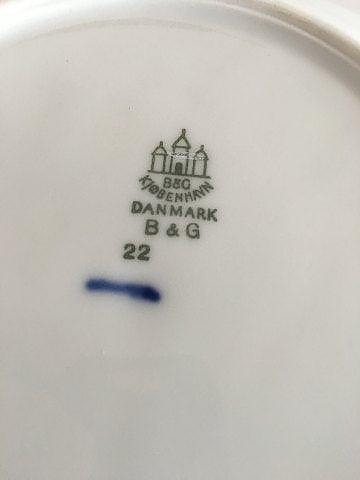 B&G
KJØBENHAVN
DANMARK
B & G
22